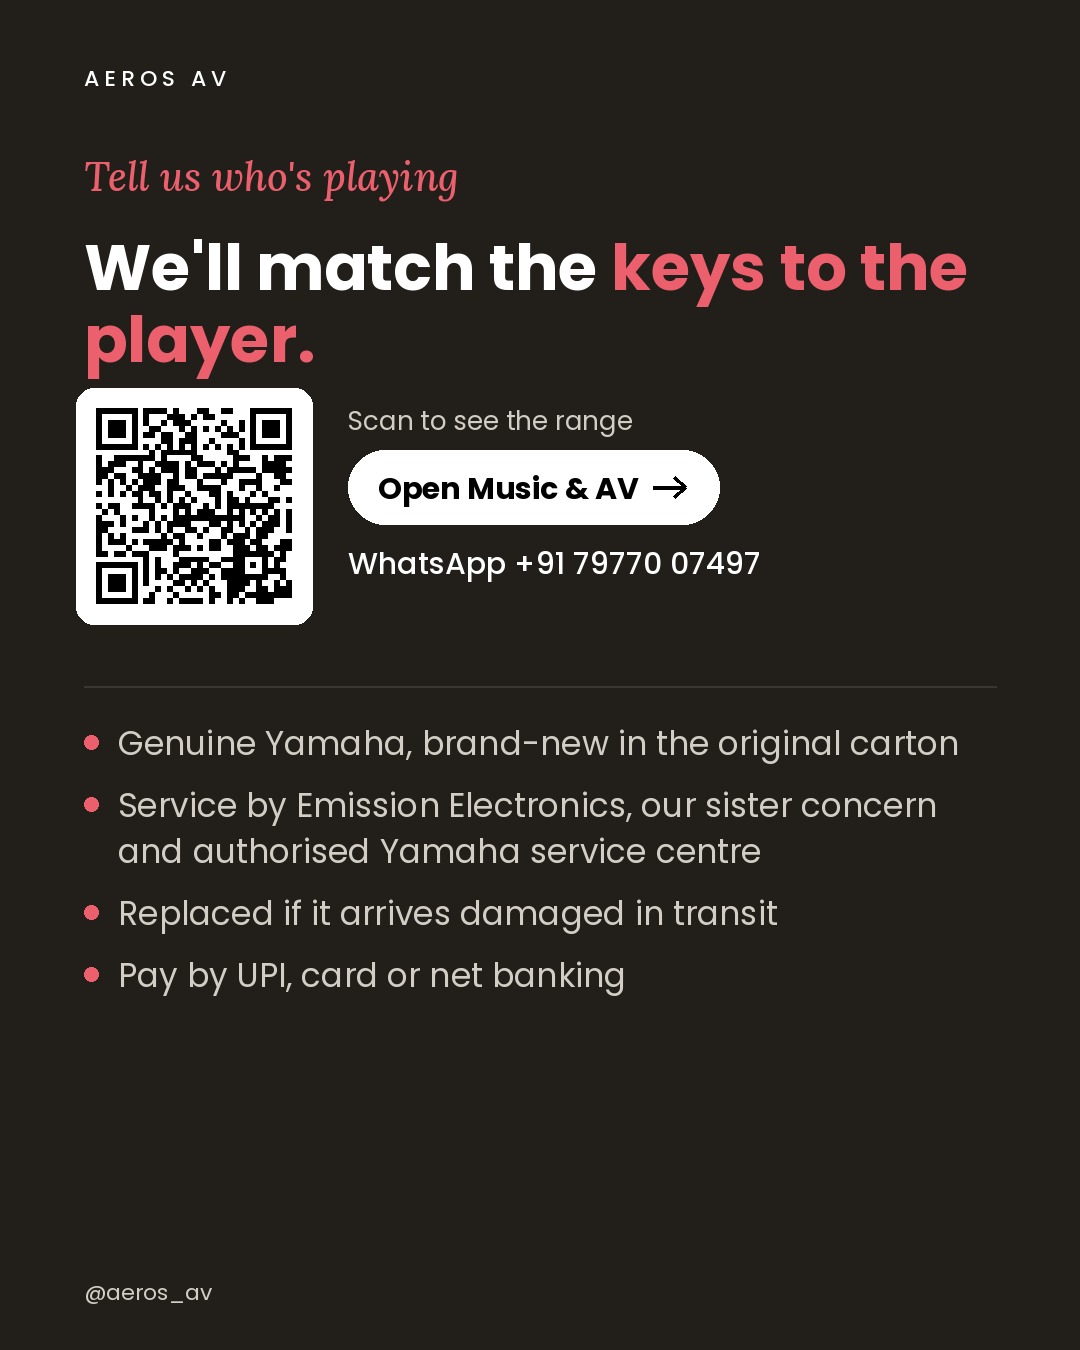 AEROS AV
Tell us who's playing
We'll match the keys to the
player.
Scan to see the range
Open Music & AV →
WhatsApp +91 79770 07497
Genuine Yamaha, brand-new in the original carton
Service by Emission Electronics, our sister concern
and authorised Yamaha service centre
Replaced if it arrives damaged in transit
Pay by UPI, card or net banking
@aeros_av